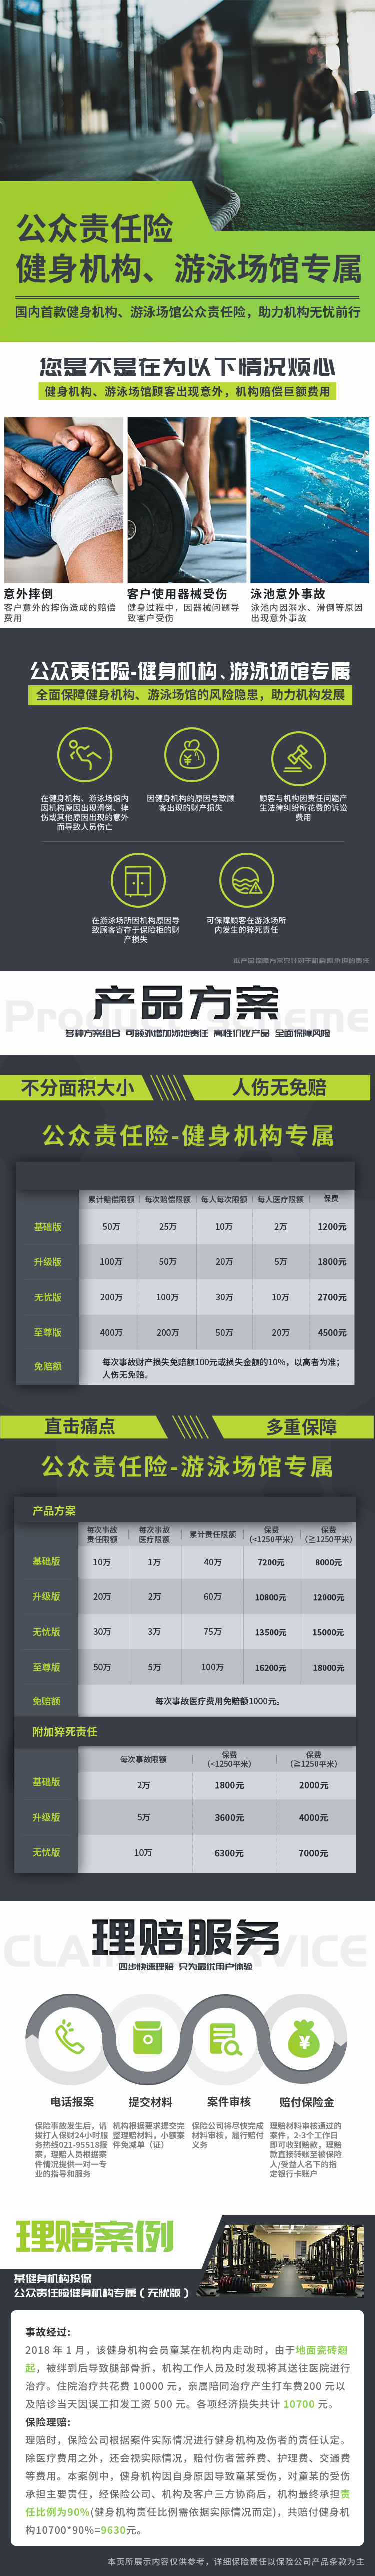 公众责任险
健身机构、游泳场馆专属
国内首款健身机构、游泳场馆公众责任险，助力机构无忧前行
您是不是在为以下情况烦心
健身机构、游泳场馆顾客出现意外，机构赔偿巨额费用
意外摔倒
客户意外的摔伤造成的赔偿
费用
客户使用器械受伤
健身过程中，因器械问题导
致客户受伤
泳池意外事故
泳池内因溺水、滑倒等原因
出现意外事故
公众责任险-健身机构、游泳场馆专属
全面保障健身机构、游泳场馆的风险隐患，助力机构发展
在健身机构、游泳场馆内
因机构原因出现滑倒、摔
伤或其他原因出现的意外
而导致人员伤亡
因健身机构的原因导致顾
客出现的财产损失
顾客与机构因责任问题产
生法律纠纷所花费的诉讼
费用
在游泳场所因机构原因导
致顾客寄存于保险柜的财
产损失
可保障顾客在游泳场所
内发生的猝死责任
本产品保障方案只针对于机构需承担的责任
产品方案
多种方案组合 可额外增加泳池责任 高性价比产品 全面保障风险
不分面积大小 人伤无免赔
公众责任险-健身机构专属
累计赔偿限额 每次赔偿限额 每人每次限额 每人医疗限额 保费
基础版 50万 25万 10万 2万 1200元
升级版 100万 50万 20万 5万 1800元
无忧版 200万 100万 30万 10万 2700元
至尊版 400万 200万 50万 20万 4500元
免赔额 每次事故财产损失免赔额100元或损失金额的10%，以高者为准；
人伤无免赔。
直击痛点 多重保障
公众责任险-游泳场馆专属
产品方案
每次事故 每次事故 累计责任限额 保费 保费
责任限额 医疗限额 (<1250平米) (≧1250平米)
基础版 10万 1万 40万 7200元 8000元
升级版 20万 2万 60万 10800元 12000元
无忧版 30万 3万 75万 13500元 15000元
至尊版 50万 5万 100万 16200元 18000元
免赔额 每次事故医疗费用免赔额1000元。
附加猝死责任
每次事故限额 保费 保费
(<1250平米) (≧1250平米)
基础版 2万 1800元 2000元
升级版 5万 3600元 4000元
无忧版 10万 6300元 7000元
理赔服务
四步快速理赔 只为最优用户体验
电话报案
保险事故发生后，请
拨打人保财24小时服
务热线021-95518报
案，理赔人员根据案
件情况提供一对一专
业的指导和服务
提交材料
机构根据要求提交完
整理赔材料，小额案
件免减单（证）
案件审核
保险公司将尽快完成
材料审核，履行赔付
义务
赔付保险金
理赔材料审核通过的
案件，2-3个工作日
即可收到赔款，理赔
款直接转账至被保险
人/受益人名下的指
定银行卡账户
理赔案例
某健身机构投保
公众责任险健身机构专属（无忧版）
事故经过:
2018 年 1 月，该健身机构会员童某在机构内走动时，由于地面瓷砖翘
起，被绊到后导致腿部骨折，机构工作人员及时发现将其送往医院进行
治疗。住院治疗共花费 10000 元，亲属陪同治疗产生打车费200 元以
及陪诊当天因误工扣发工资 500 元。各项经济损失共计 10700 元。
保险理赔:
理赔时，保险公司根据案件实际情况进行健身机构及伤者的责任认定。
除医疗费用之外，还会视实际情况，赔付伤者营养费、护理费、交通费
等费用。本案例中，健身机构因自身原因导致童某受伤，对童某的受伤
承担主要责任，经保险公司、机构及客户三方协商后，机构最终承担责
任比例为90%(健身机构责任比例需依据实际情况而定)，共赔付健身机
构10700*90%=9630元。
本页所展示内容仅供参考，详细保险责任以保险公司产品条款为主